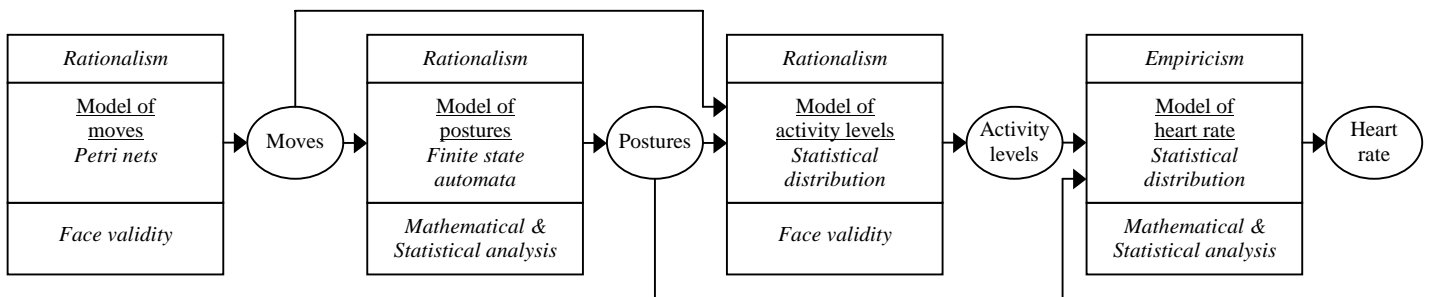 Rationalism
Model of
moves
Petri nets
Face validity
Moves
Rationalism
Model of
postures
Finite state
automata
Mathematical &
Statistical analysis
Postures
Rationalism
Model of
activity levels
Statistical
distribution
Face validity
Activity
levels
Empiricism
Model of
heart rate
Statistical
distribution
Mathematical &
Statistical analysis
Heart
rate